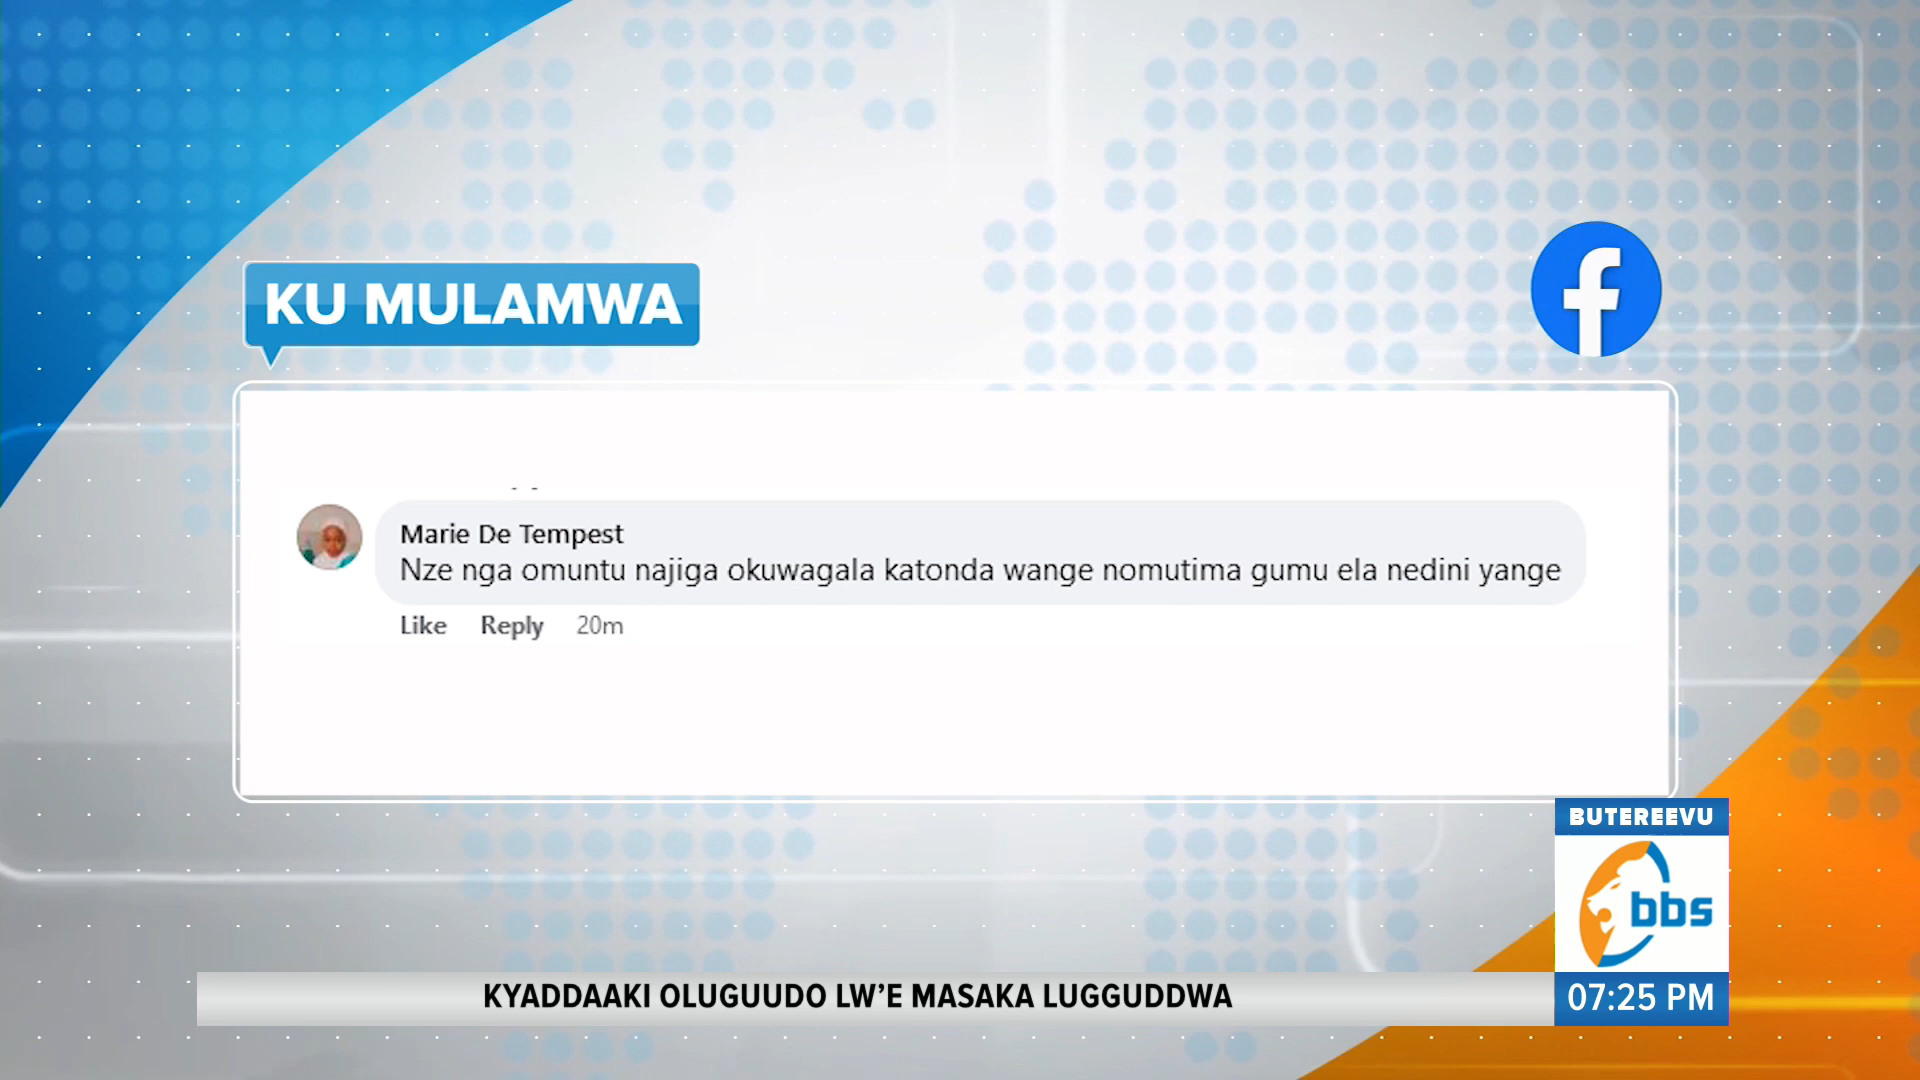 KU MULAMWA
Marie De Tempest
Nze nga omuntu najiga okuwagala katonda wange nomutima gumu ela nedini yange
Like Reply 20m
BUTEREEVU
bbs
KYADDAAKI OLUGUUDO LW’E MASAKA LUGGUDDWA
07:25 PM